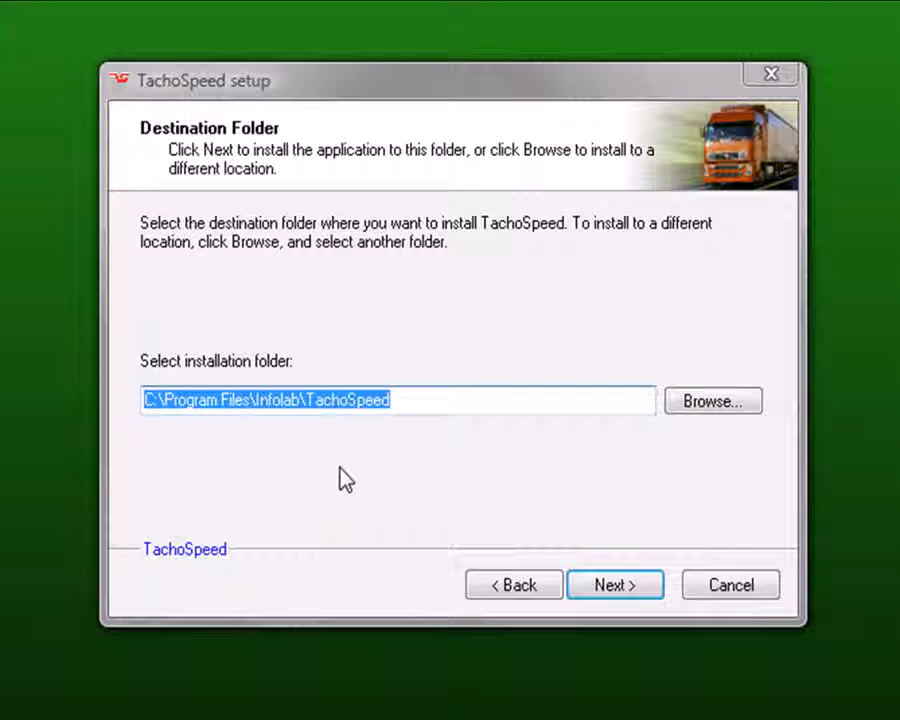 TachoSpeed setup
Destination Folder
Click Next to install the application to this folder, or click Browse to install to a
different location.
Select the destination folder where you want to install TachoSpeed. To install to a different
location, click Browse, and select another folder.
Select installation folder:
C:\Program Files\Infolab\TachoSpeed
Browse...
TachoSpeed
< Back
Next >
Cancel